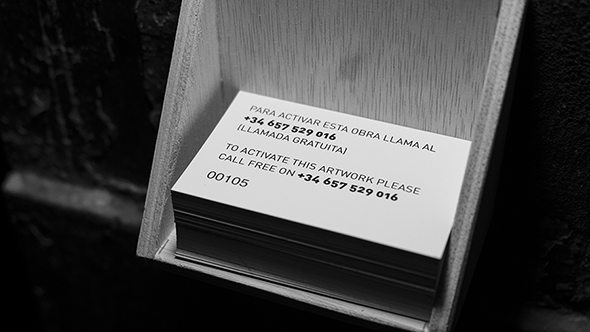 PARA ACTIVAR ESTA OBRA LLAMA AL
+34 657 529 016
(LLAMADA GRATUITA)
TO ACTIVATE THIS ARTWORK PLEASE
CALL FREE ON +34 657 529 016
00105